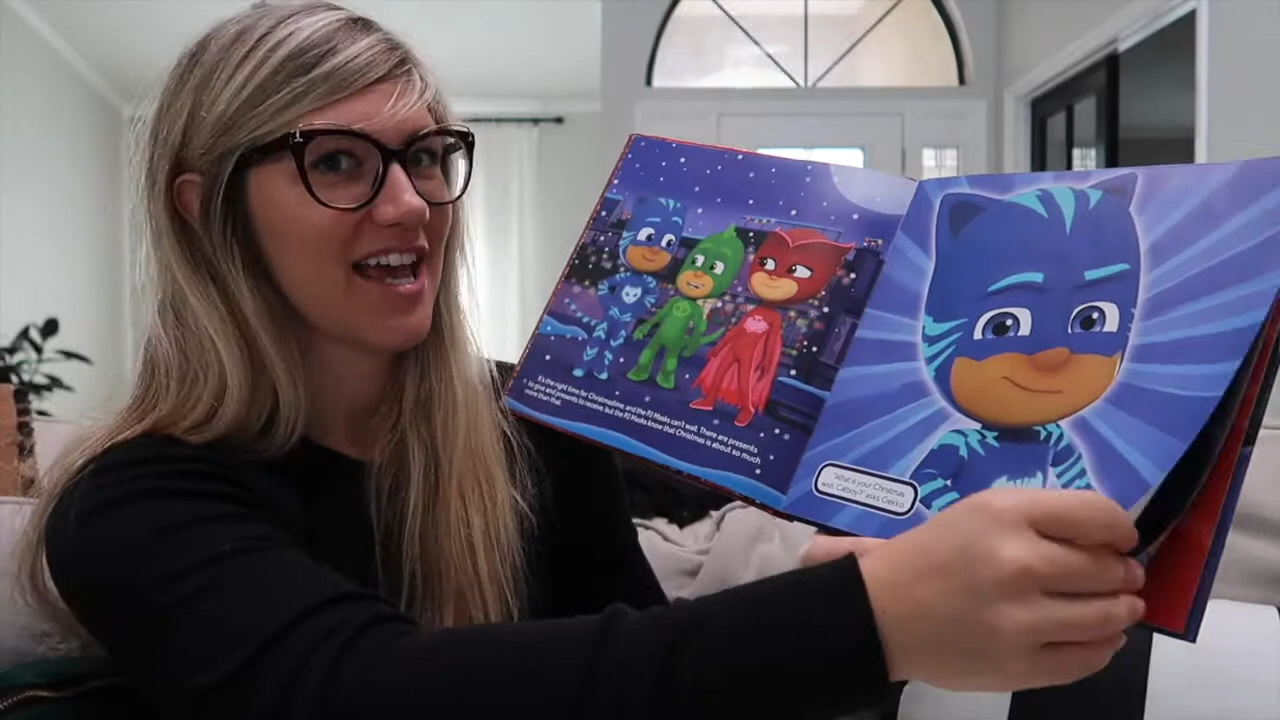 It's the right time for Christmastime, and the PJ Masks can't wait. There are presents
to give and presents to receive, but the PJ Masks know that Christmas is about so much
more than that.
"What is your Christmas
wish, Catboy?" asks Gekko.